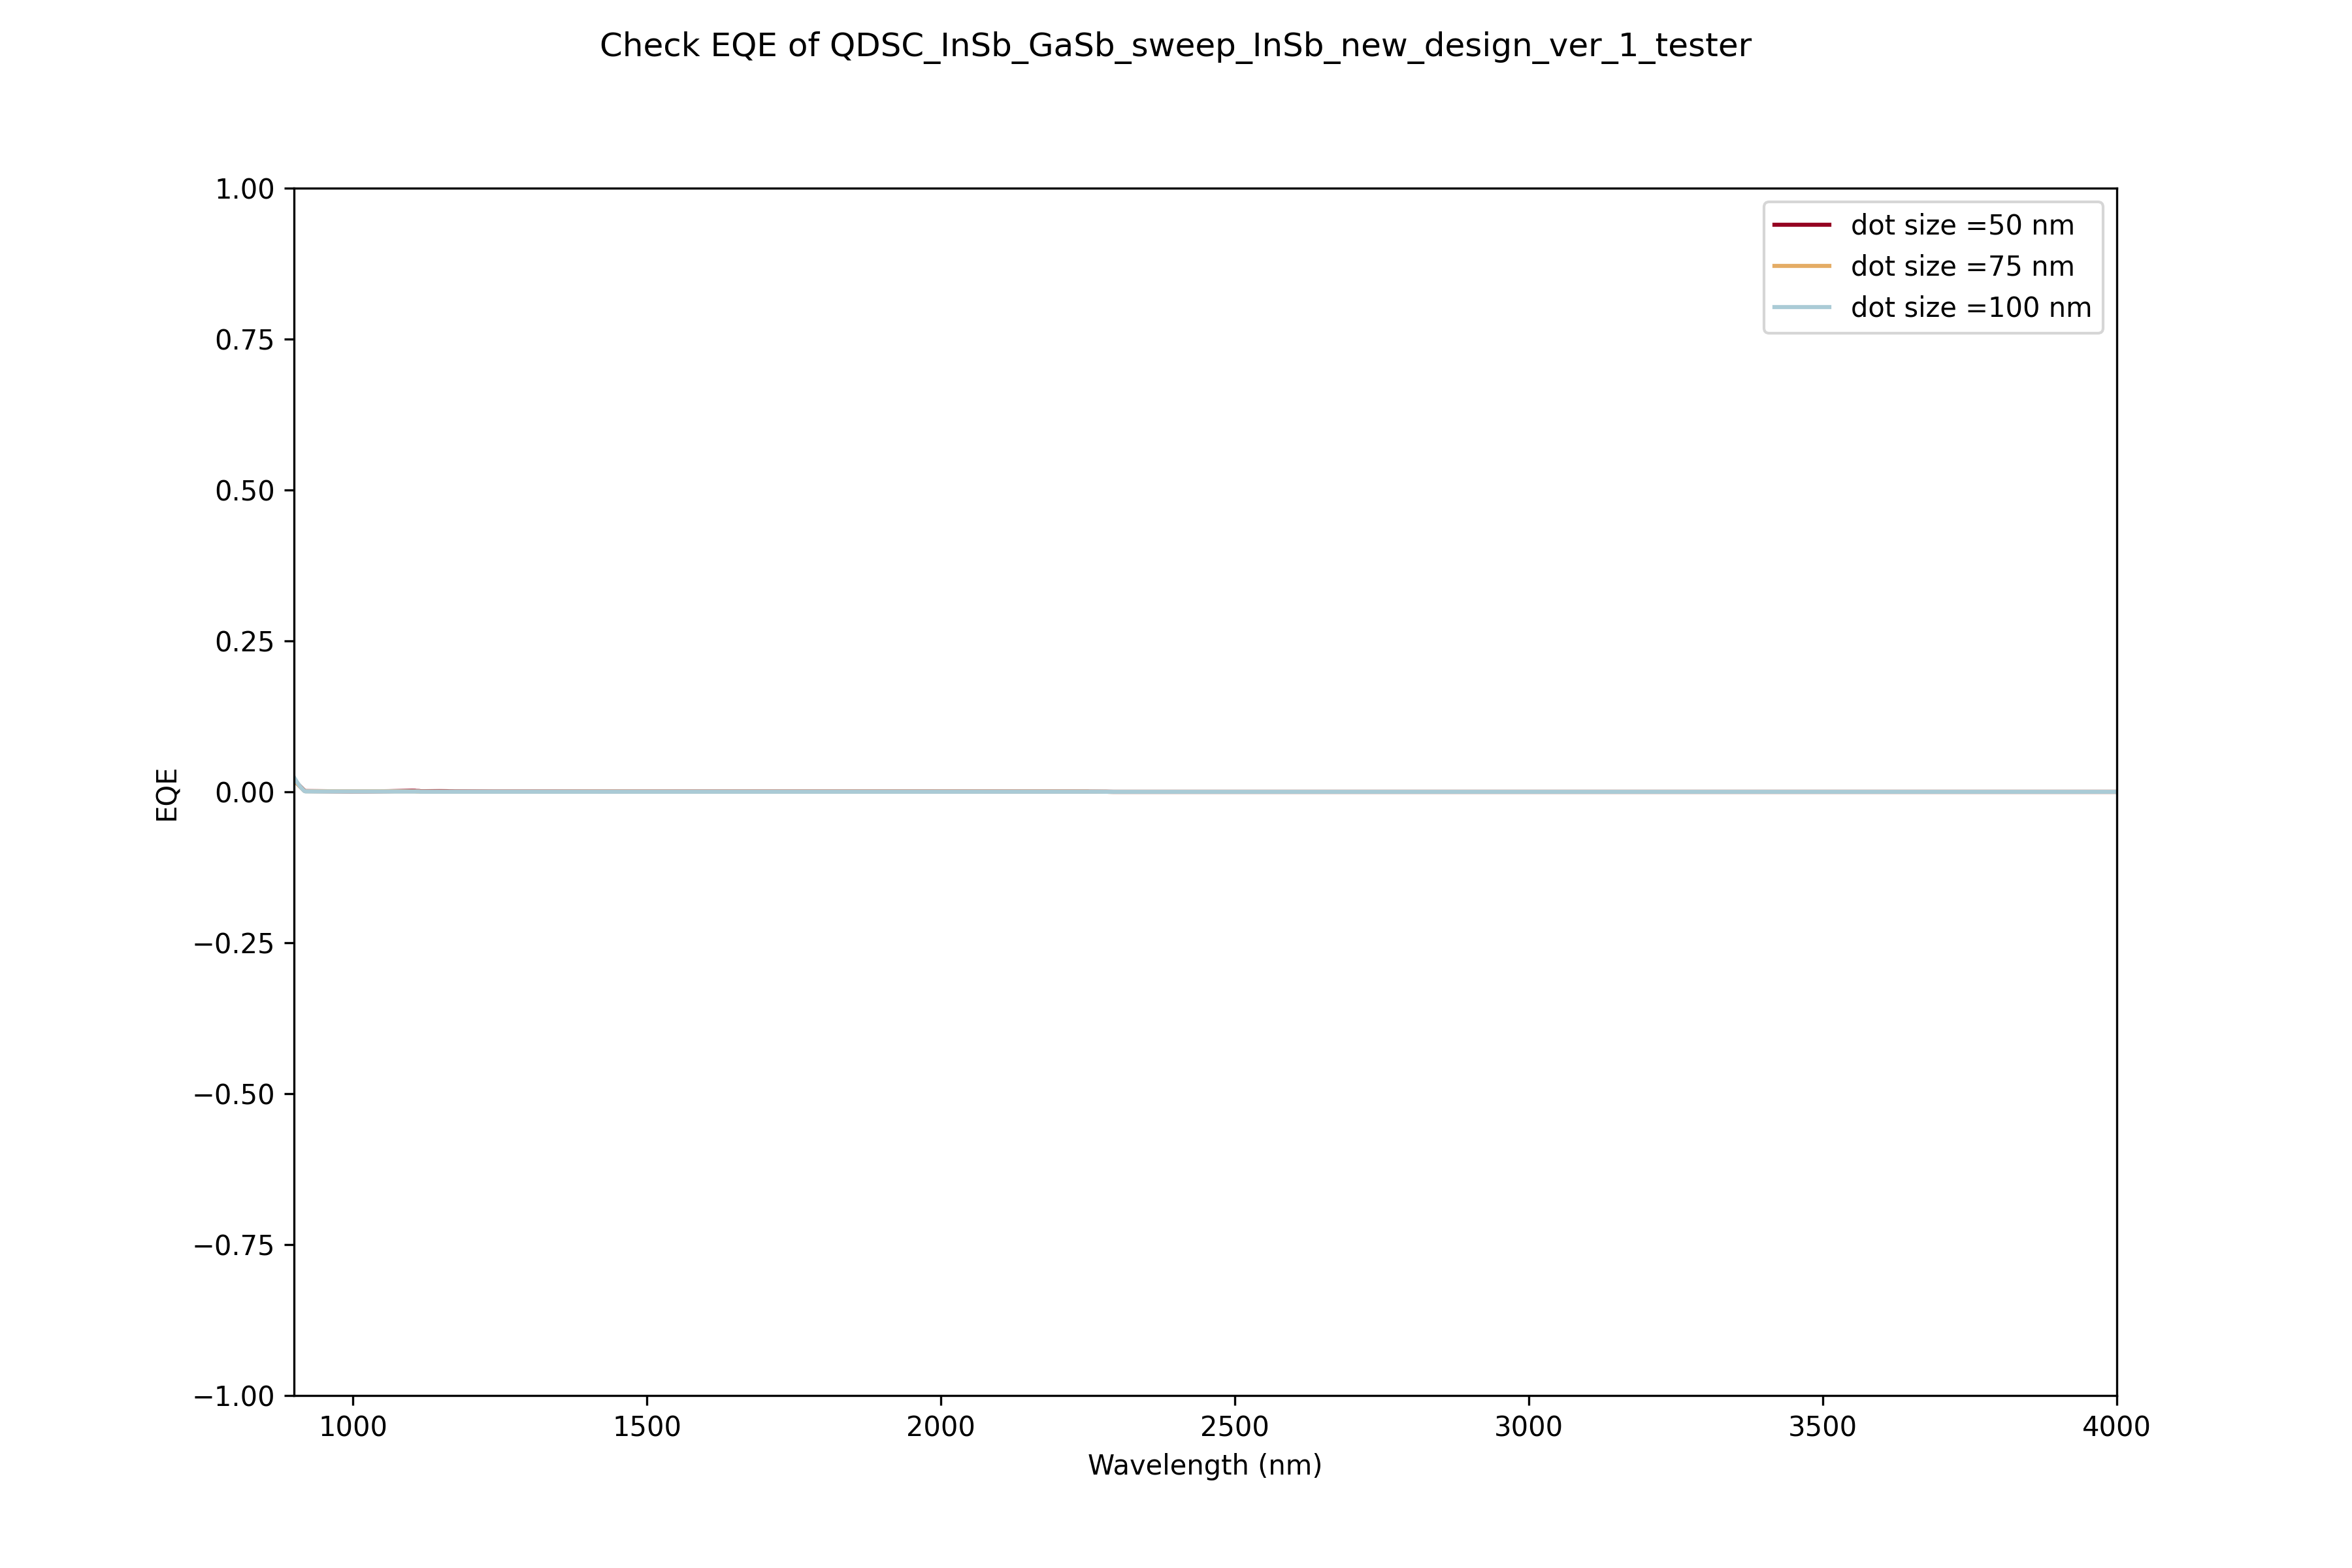 Check EQE of QDSC_InSb_GaSb_sweep_InSb_new_design_ver_1_tester
1.00
0.75
0.50
0.25
0.00
−0.25
−0.50
−0.75
−1.00
EQE
dot size =50 nm
dot size =75 nm
dot size =100 nm
1000 1500 2000 2500 3000 3500 4000
Wavelength (nm)